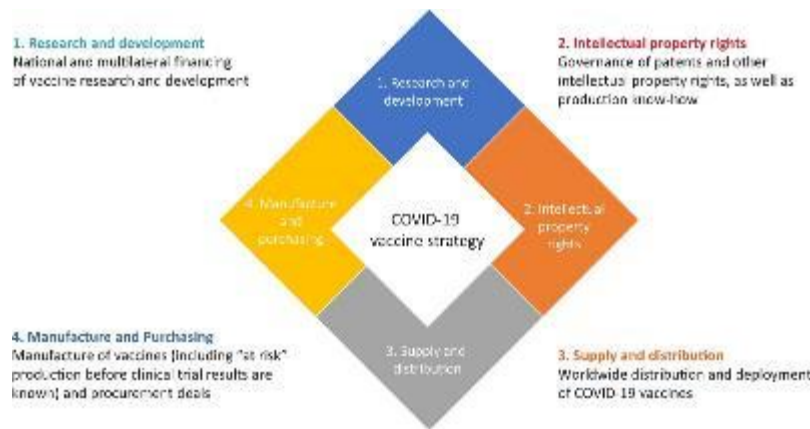 1. Research and development
National and multilateral financing
of vaccine research and development
2. Intellectual property rights
Governance of patents and other
intellectual property rights, as well as
production know-how
1. Research and
development
4. Manufacture
and
purchasing
COVID-19
vaccine strategy
2. Intellectual
property
rights
3. Supply and
distribution
4. Manufacture and Purchasing
Manufacture of vaccines (including "at risk"
production before clinical trial results are
known) and procurement deals
3. Supply and distribution
Worldwide distribution and deployment
of COVID-19 vaccines